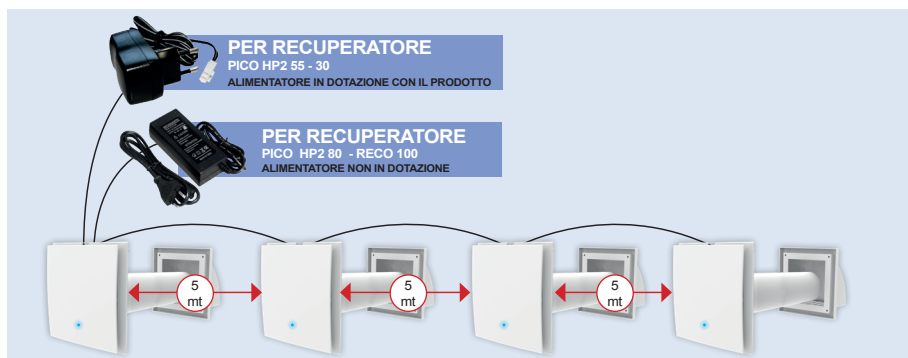 PER RECUPERATORE
PICO HP2 55 - 30
ALIMENTATORE IN DOTAZIONE CON IL PRODOTTO
PER RECUPERATORE
PICO HP2 80 - RECO 100
ALIMENTATORE NON IN DOTAZIONE
5
mt
5
mt
5
mt